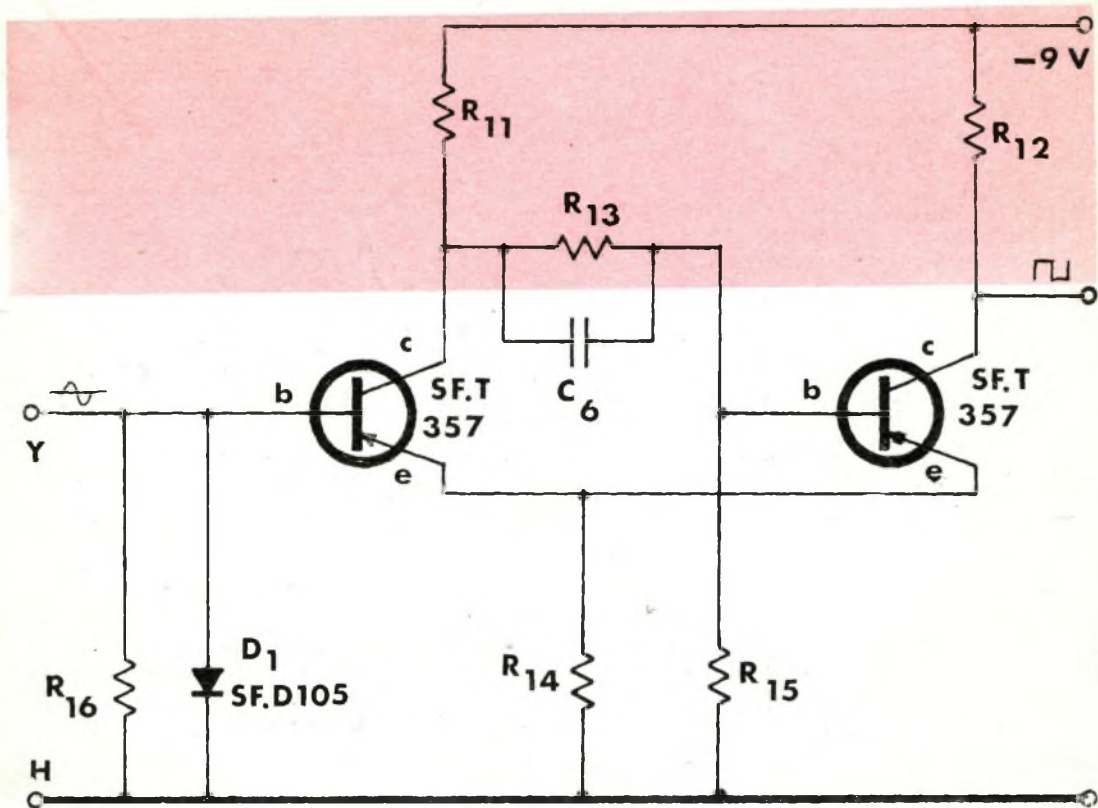 −9 V
R11
R12
R13
c
c
SF.T
357
SF.T
357
b
C6
b
Y
e
e
D1
SF.D105
R16
R14
R15
H